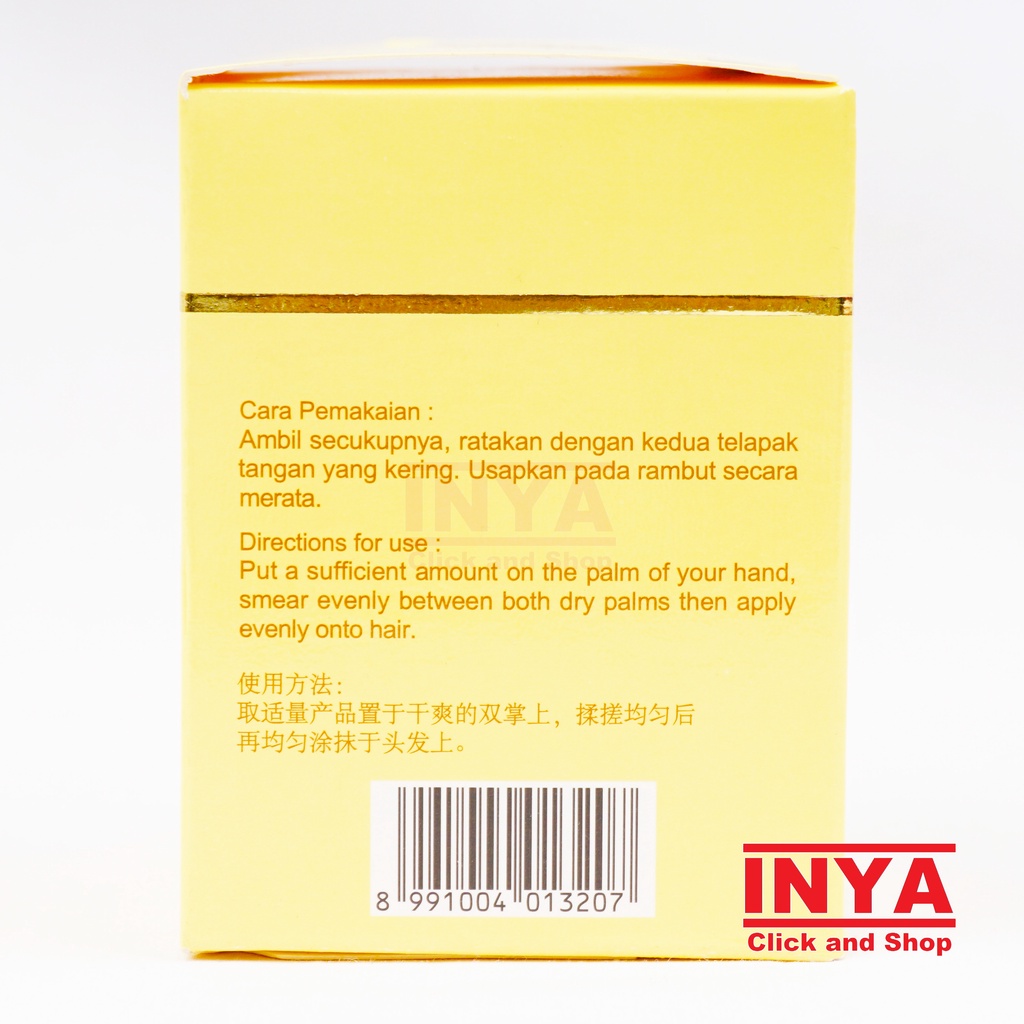 Cara Pemakaian :
Ambil secukupnya, ratakan dengan kedua telapak
tangan yang kering. Usapkan pada rambut secara
merata.
INYA
Click and Shop
Directions for use :
Put a sufficient amount on the palm of your hand,
smear evenly between both dry palms then apply
evenly onto hair.
使用方法：
取适量产品置于干爽的双掌上，揉搓均匀后
再均匀涂抹于头发上。
8 991004 013207
INYA
Click and Shop